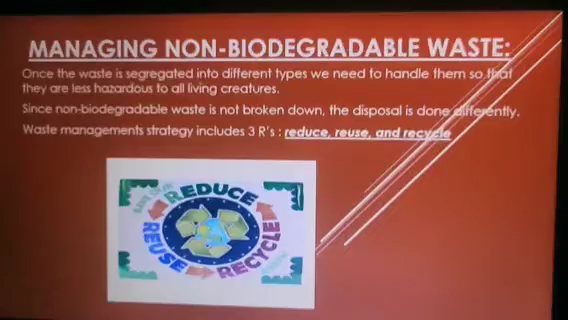 MANAGING NON-BIODEGRADABLE WASTE:
Once the waste is segregated into different types we need to handle them so that
they are less hazardous to all living creatures.
Since non-biodegradable waste is not broken down, the disposal is done differently.
Waste managements strategy includes 3 R's : reduce, reuse, and recycle
REDUCE
REUSE
RECYCLE